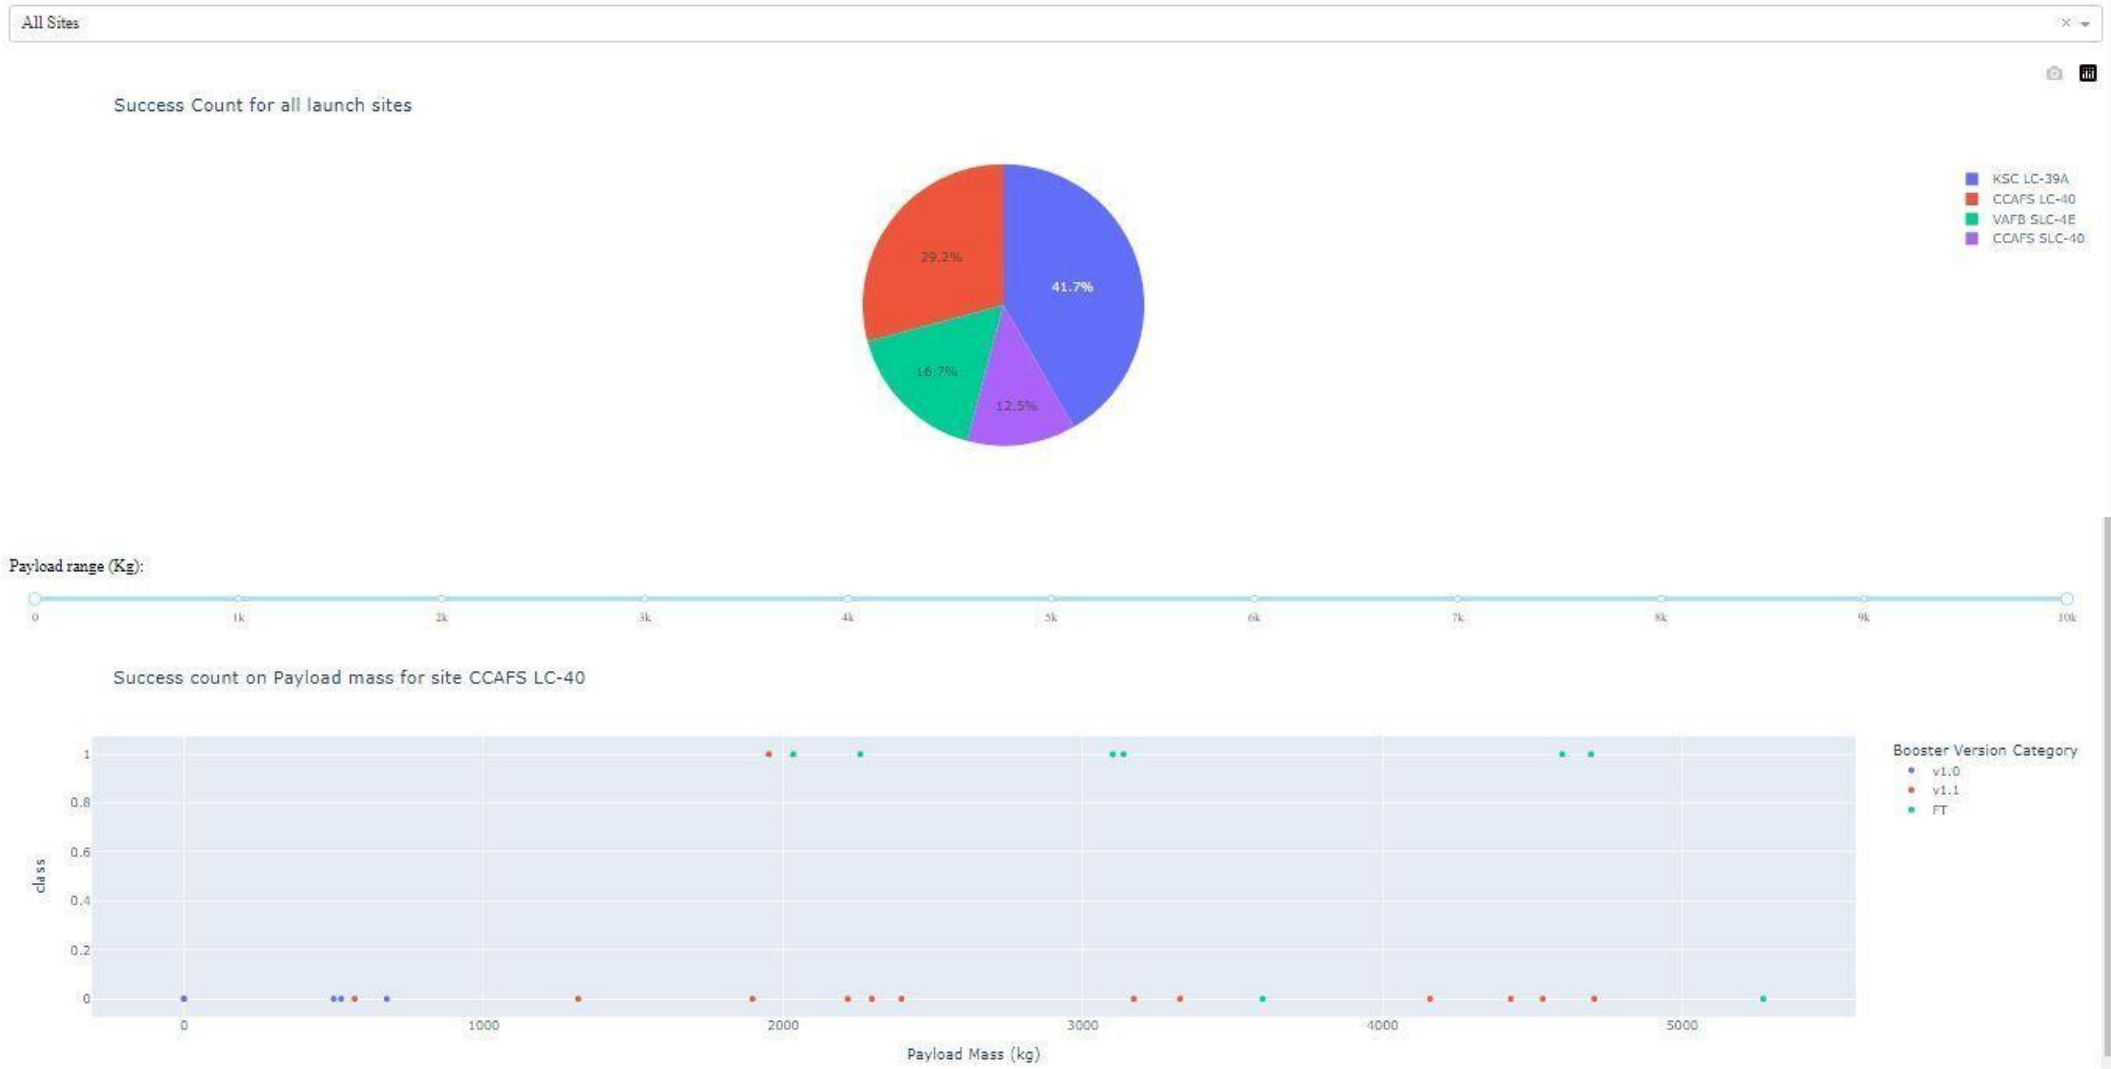 All Sites
Success Count for all launch sites
29.2%
41.7%
16.7%
12.5%
KSC LC-39A
CCAFS LC-40
VAFB SLC-4E
CCAFS SLC-40
Payload range (Kg):
0 1k 2k 3k 4k 5k 6k 7k 8k 9k 10k
Success count on Payload mass for site CCAFS LC-40
1
0.8
0.6
0.4
0.2
0
class
0 1000 2000 3000 4000 5000
Payload Mass (kg)
Booster Version Category
v1.0
v1.1
FT